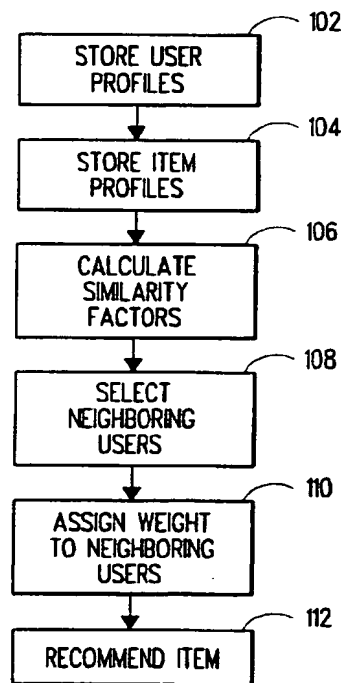 102
STORE USER
PROFILES
104
STORE ITEM
PROFILES
106
CALCULATE
SIMILARITY
FACTORS
108
SELECT
NEIGHBORING
USERS
110
ASSIGN WEIGHT
TO NEIGHBORING
USERS
112
RECOMMEND ITEM